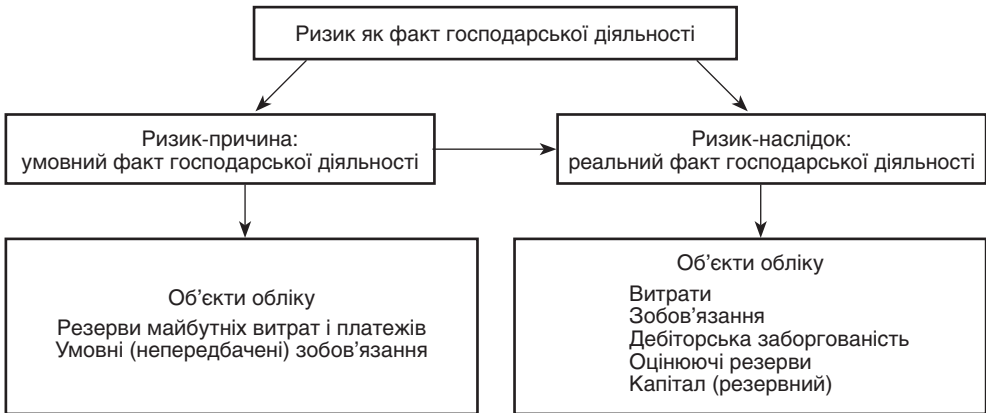 Ризик як факт господарської діяльності
Ризик-причина:
умовний факт господарської діяльності
Ризик-наслідок:
реальний факт господарської діяльності
Об’єкти обліку
Резерви майбутніх витрат і платежів
Умовні (непередбачені) зобов’язання
Об’єкти обліку
Витрати
Зобов’язання
Дебіторська заборгованість
Оцінюючі резерви
Капітал (резервний)